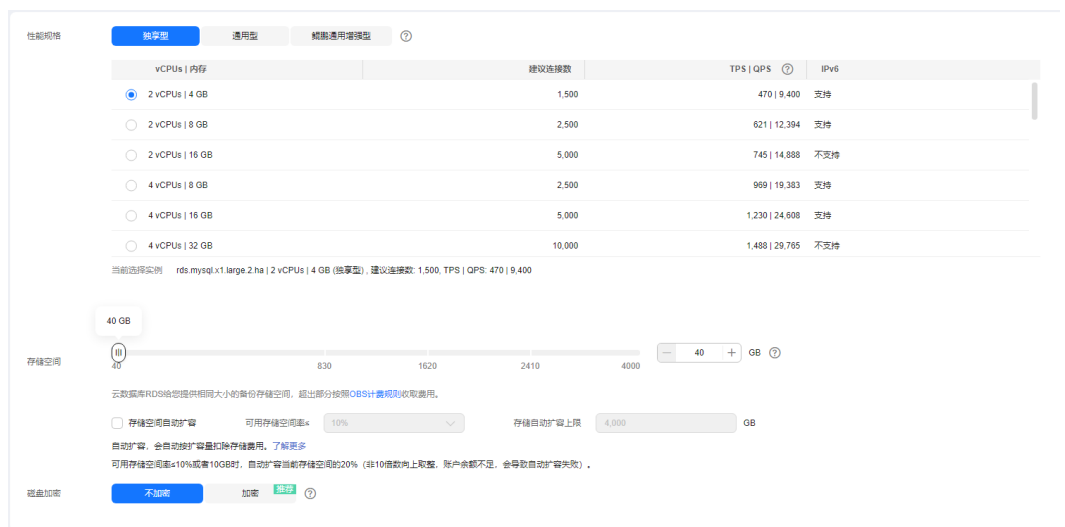 性能规格 独享型 通用型 鲲鹏通用增强型 ?
vCPUs | 内存 建议连接数 TPS | QPS ? IPv6
2 vCPUs | 4 GB 1,500 470 | 9,400 支持
2 vCPUs | 8 GB 2,500 621 | 12,394 支持
2 vCPUs | 16 GB 5,000 745 | 14,888 不支持
4 vCPUs | 8 GB 2,500 969 | 19,383 支持
4 vCPUs | 16 GB 5,000 1,230 | 24,608 支持
4 vCPUs | 32 GB 10,000 1,488 | 29,765 不支持
当前选择实例 rds.mysql.x1.large.2.ha | 2 vCPUs | 4 GB (独享型), 建议连接数: 1,500, TPS | QPS: 470 | 9,400
40 GB
存储空间 40 830 1620 2410 4000 40 GB ?
云数据库RDS给您提供相同大小的备份存储空间，超出部分按照OBS计费规则收取费用。
存储空间自动扩容 可用存储空间率≤ 10% 存储自动扩容上限 4,000 GB
自动扩容，会自动按扩容量扣除存储费用。了解更多
可用存储空间率≤10%或者10GB时，自动扩容当前存储空间的20%（非10倍数向上取整，账户余额不足，会导致自动扩容失败）。
磁盘加密 不加密 加密 推荐 ?